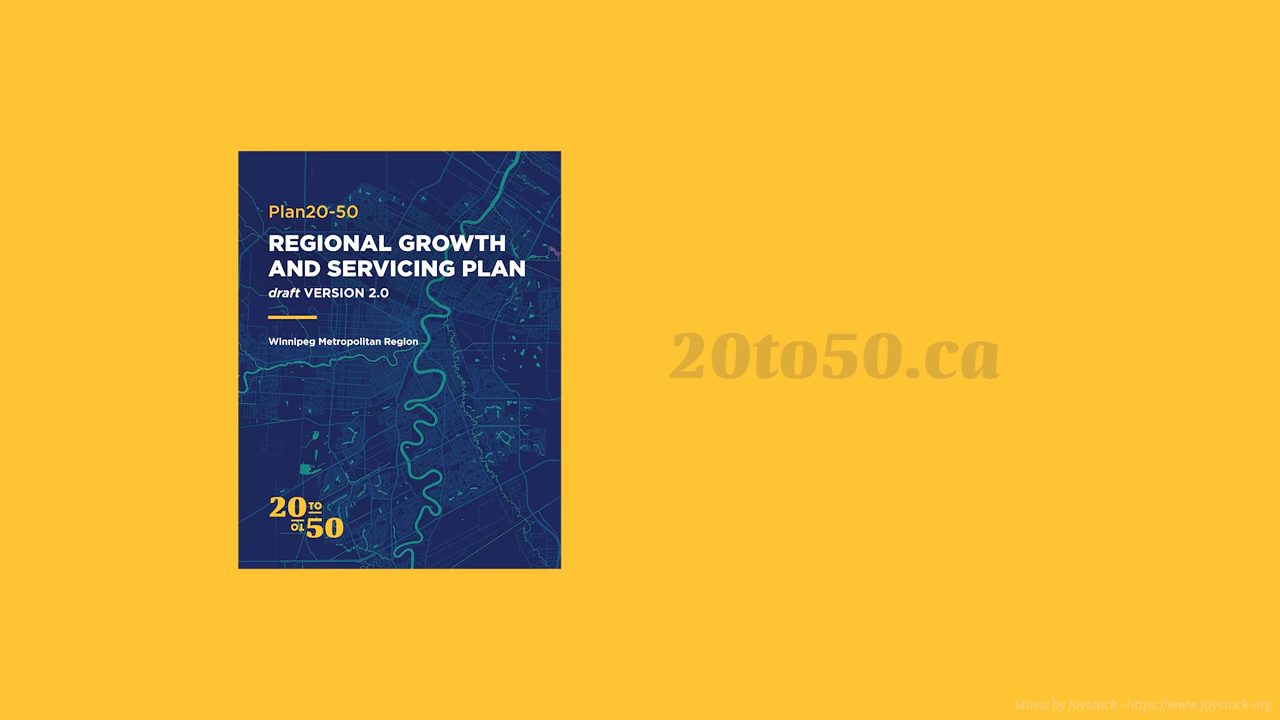 Plan20-50
REGIONAL GROWTH
AND SERVICING PLAN
draft VERSION 2.0
Winnipeg Metropolitan Region
20 TO
TO 50
20to50.ca
Music by Joystock - https://www.joystock.org